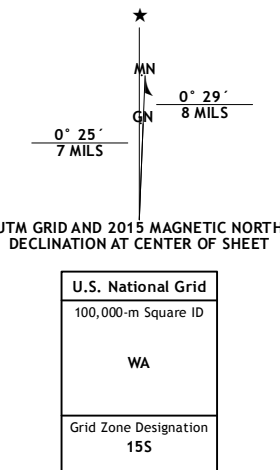 MN
0° 29´
GN
8 MILS
0° 25´
7 MILS
UTM GRID AND 2015 MAGNETIC NORTH
DECLINATION AT CENTER OF SHEET
U.S. National Grid
100,000-m Square ID
WA
Grid Zone Designation
15S